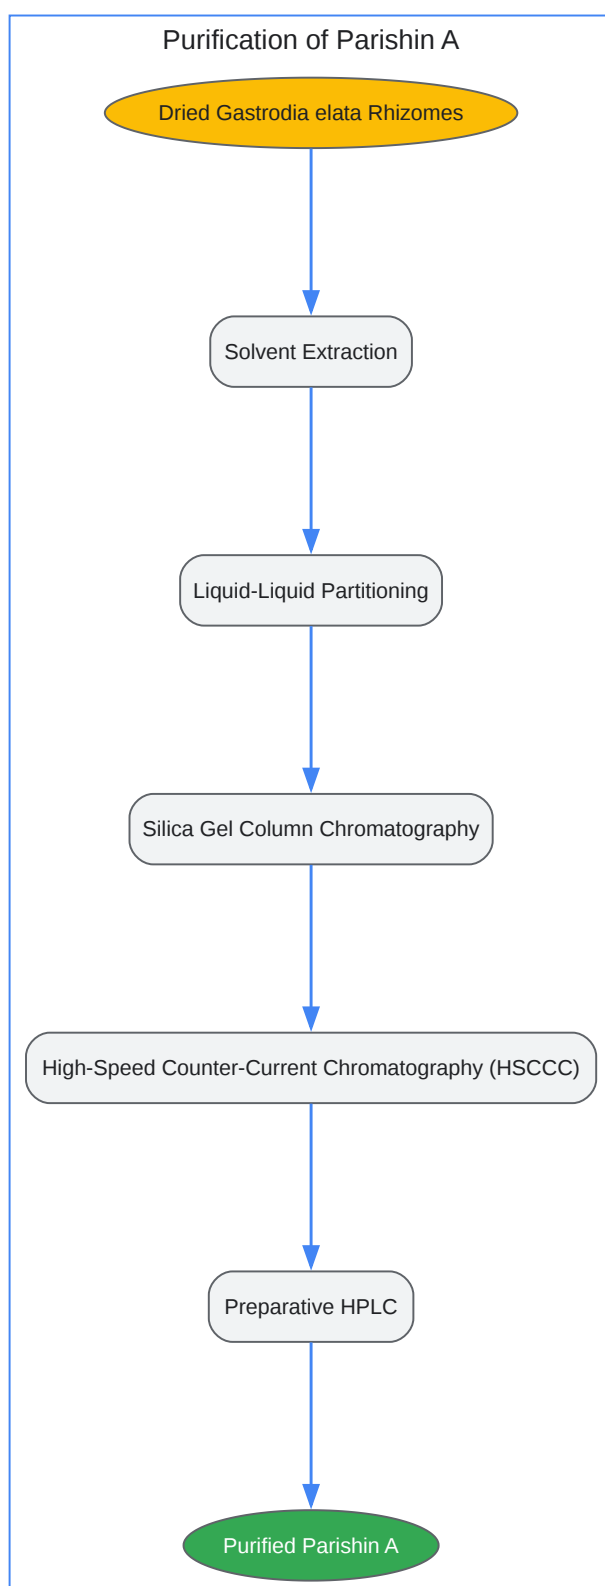 Purification of Parishin A
Dried Gastrodia elata Rhizomes
Solvent Extraction
Liquid-Liquid Partitioning
Silica Gel Column Chromatography
High-Speed Counter-Current Chromatography (HSCCC)
Preparative HPLC
Purified Parishin A